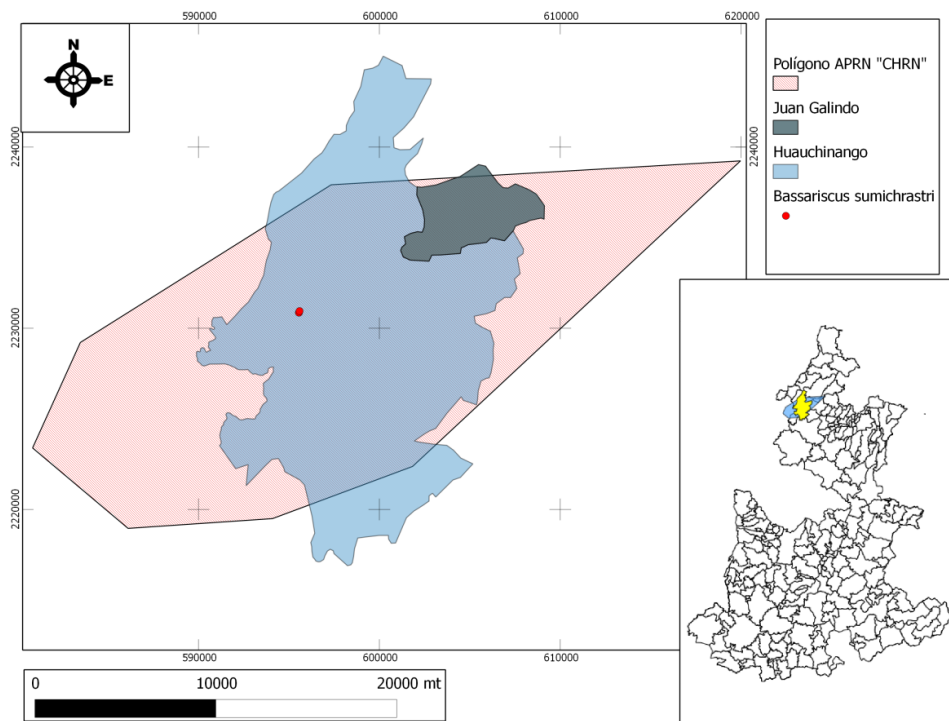 590000 600000 610000 620000
N
E
2240000
2240000
2230000
2230000
2220000
2220000
590000 600000 610000
Polígono APRN "CHRN"
Juan Galindo
Huauchinango
Bassariscus sumichrastri
0 10000 20000 mt